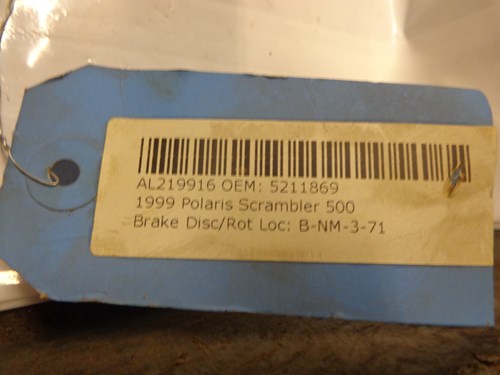 AL219916 OEM: 5211869
1999 Polaris Scrambler 500
Brake Disc/Rot Loc: B-NM-3-71